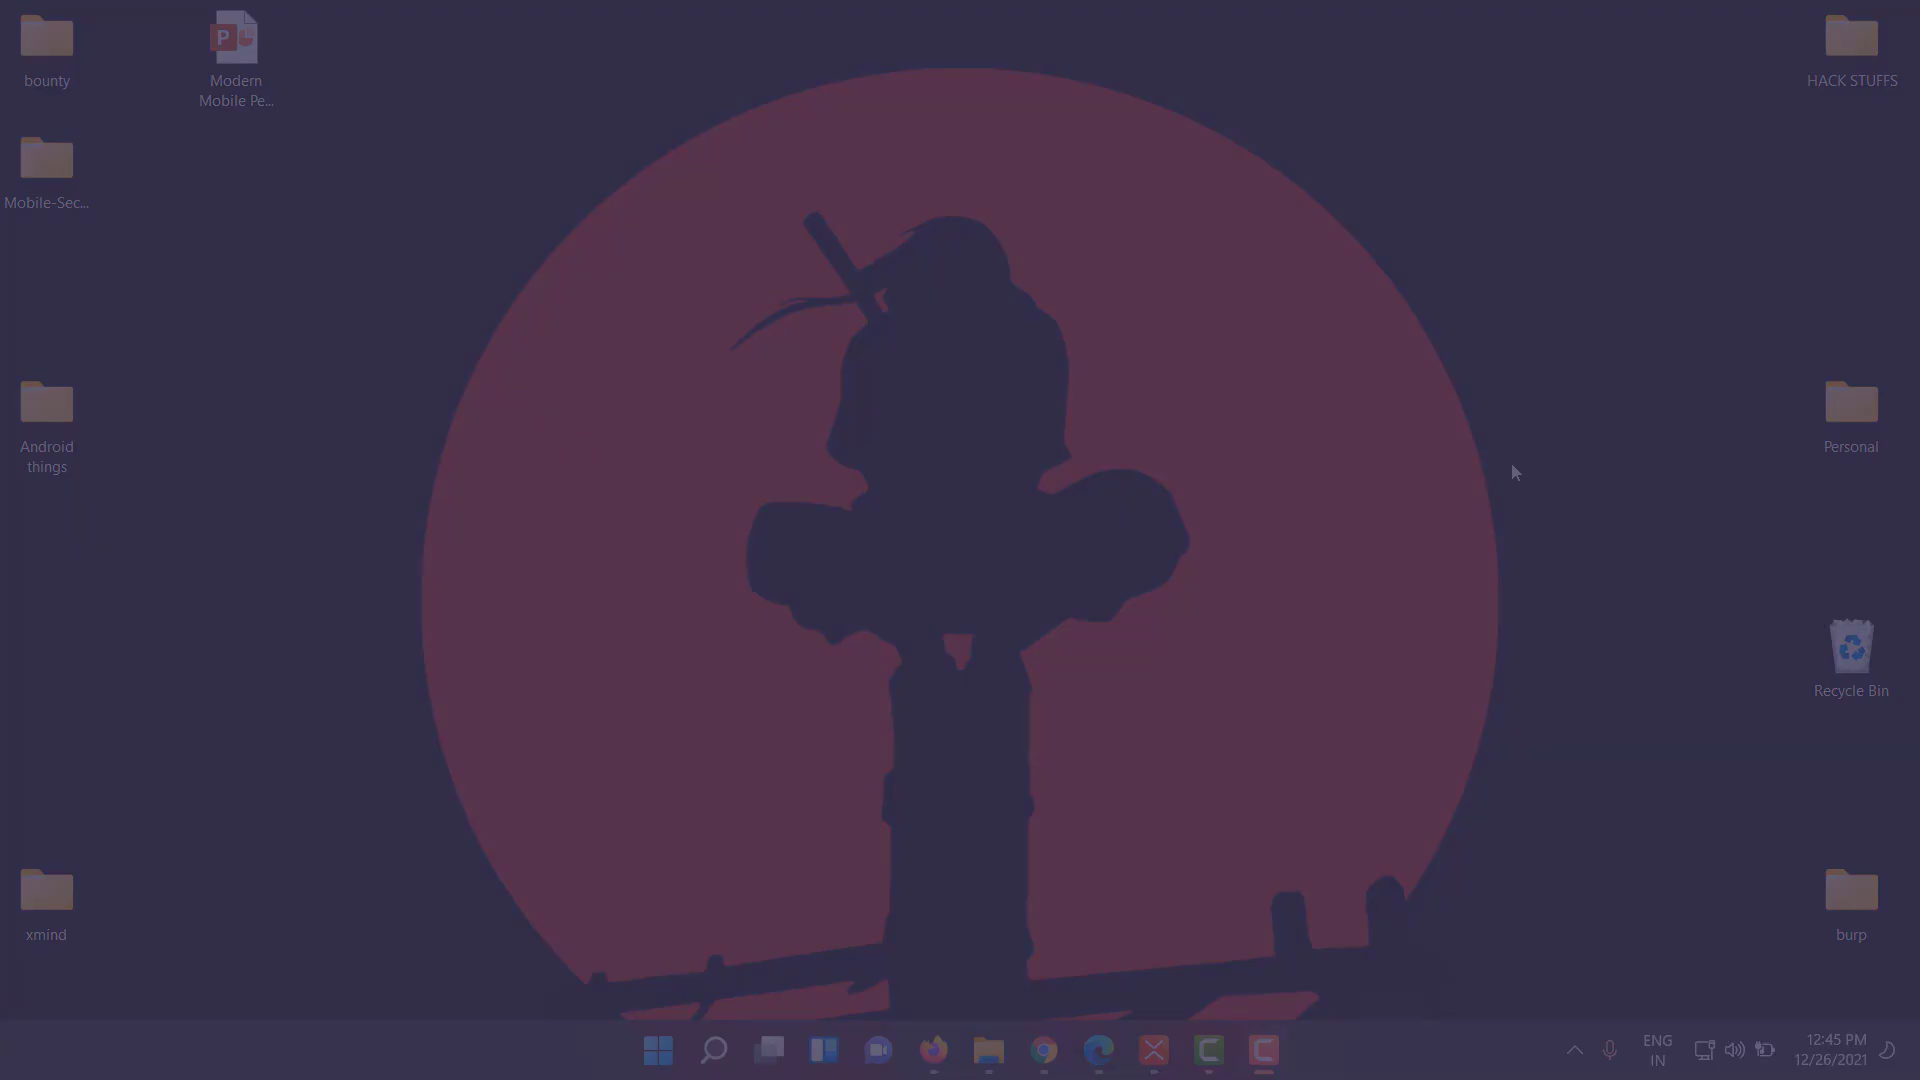 bounty
Modern
Mobile Pe...
HACK STUFFS
Mobile-Sec...
Android
things
Personal
Recycle Bin
xmind
burp
ENG
IN
12:45 PM
12/26/2021